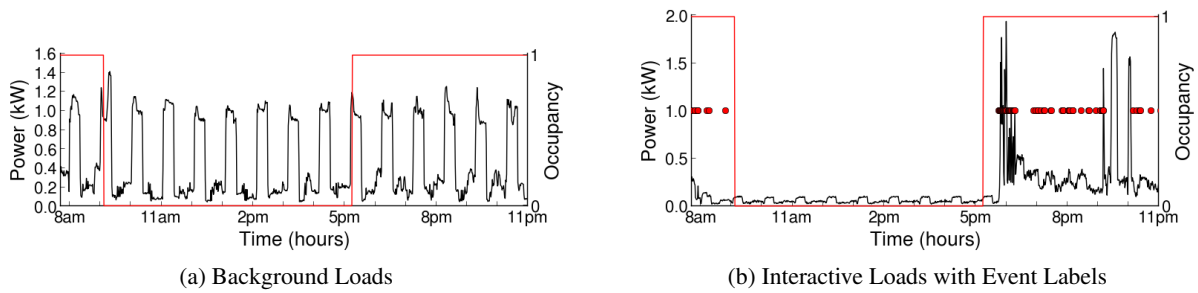 1.6
1.4
1.2
1.0
0.8
0.6
0.4
0.2
0.0
Power (kW)
1
0
Occupancy
8am 11am 2pm 5pm 8pm 11pm
Time (hours)
(a) Background Loads
2.0
1.5
1.0
0.5
0.0
Power (kW)
1
0
Occupancy
8am 11am 2pm 5pm 8pm 11pm
Time (hours)
(b) Interactive Loads with Event Labels